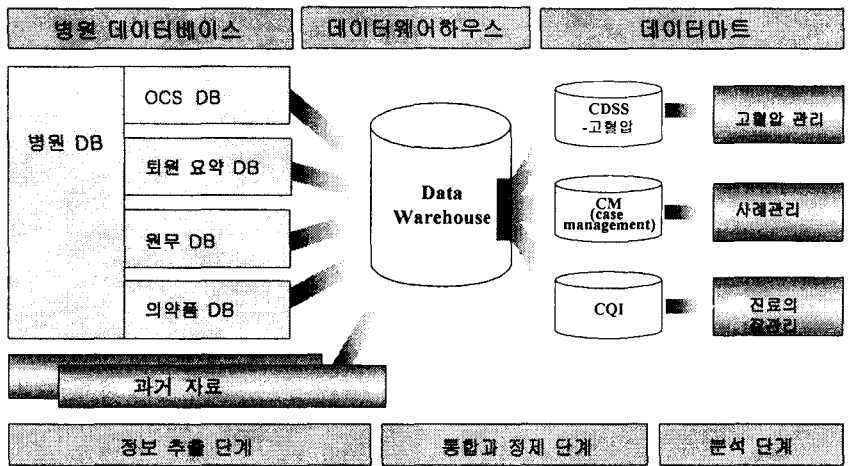 병원 데이터베이스
데이터웨어하우스
데이터마트
병원 DB
OCS DB
퇴원 요약 DB
원무 DB
의약품 DB
과거 자료
Data
Warehouse
CDSS
-고혈압
고혈압 관리
CM
(case
management)
사례관리
CQI
진료의
질관리
정보 추출 단계
통합과 정제 단계
분석 단계